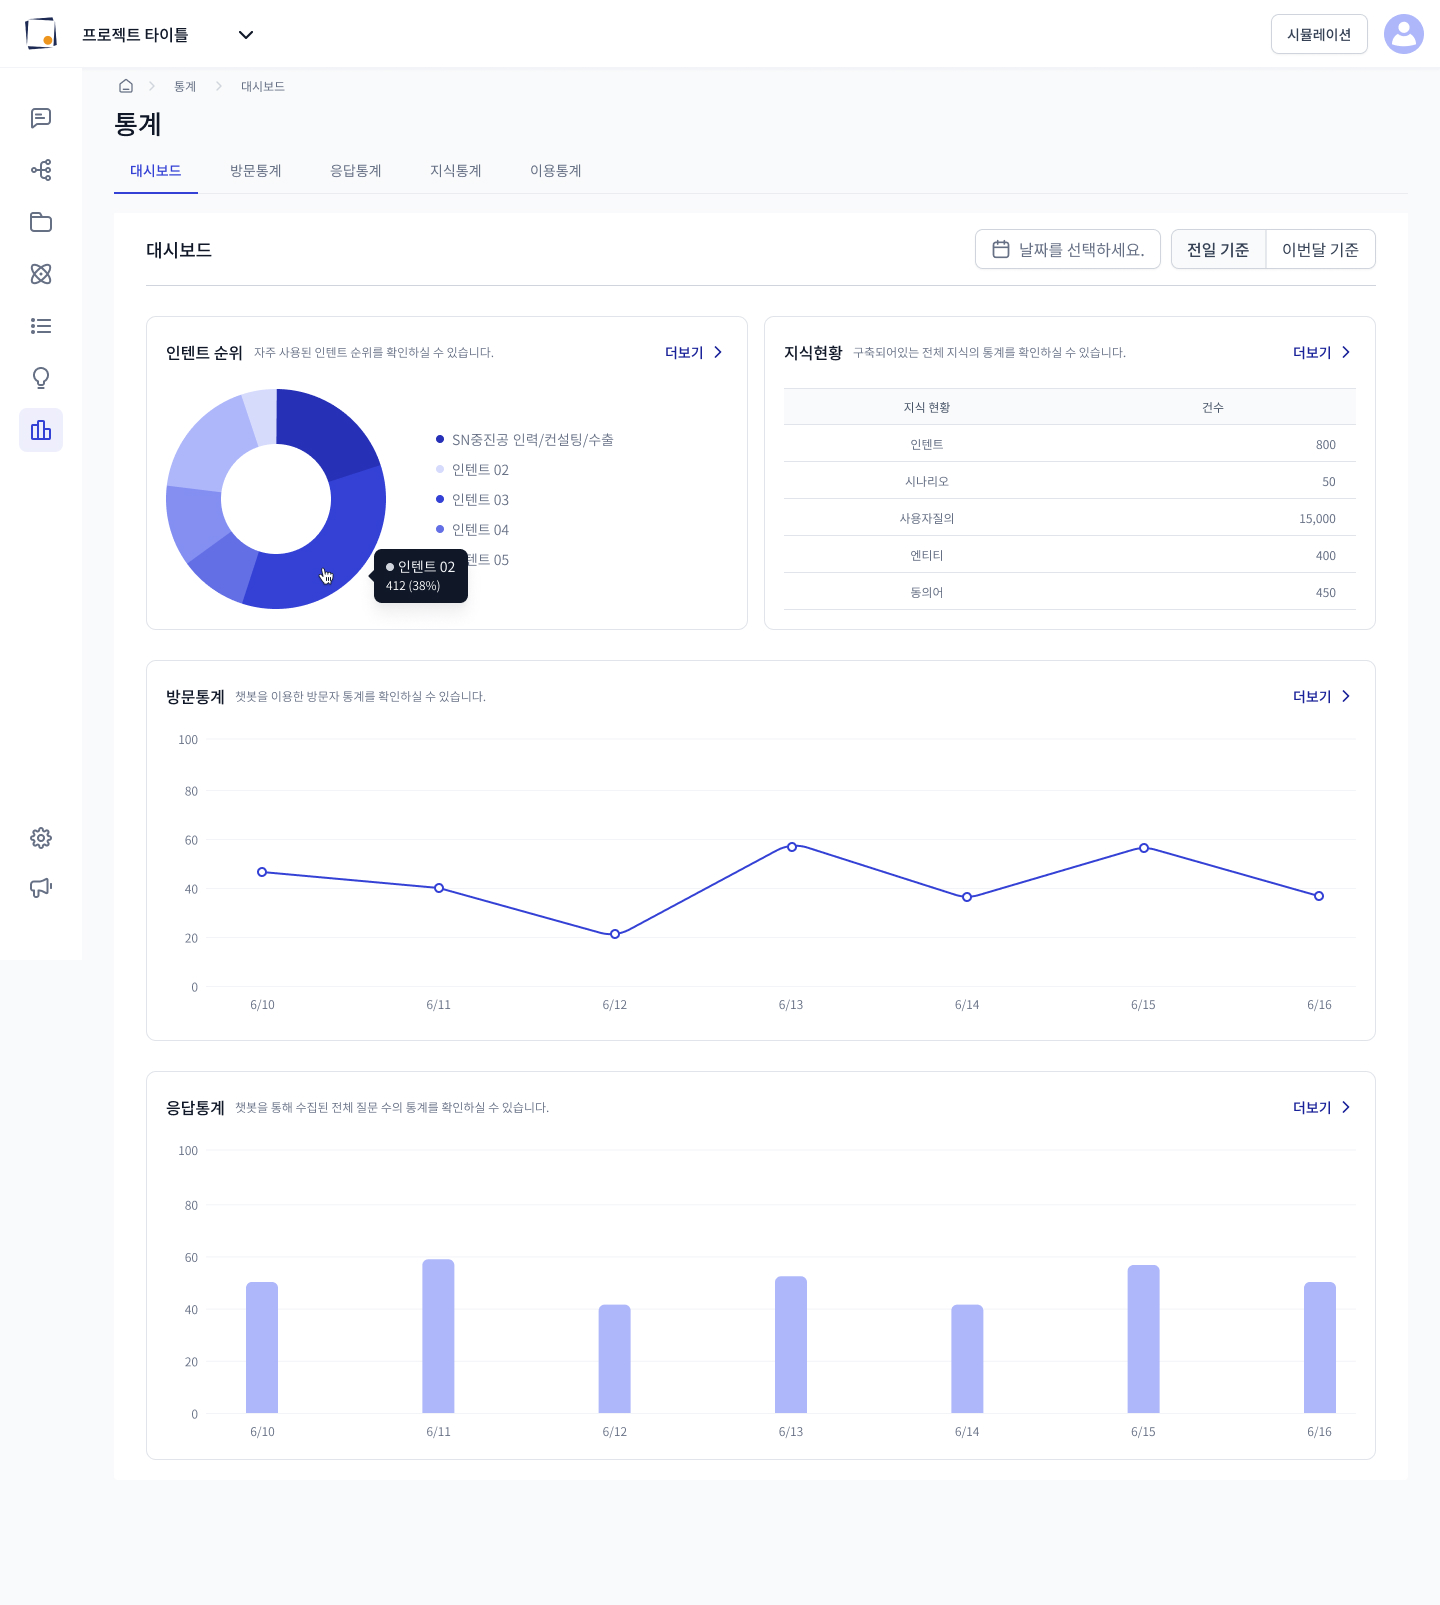 프로젝트 타이틀
시뮬레이션
통계
대시보드
통계
대시보드
방문통계
응답통계
지식통계
이용통계
대시보드
날짜를 선택하세요.
전일 기준
이번달 기준
인텐트 순위
자주 사용된 인텐트 순위를 확인하실 수 있습니다.
더보기
SN중진공 인력/컨설팅/수출
인텐트 02
인텐트 03
인텐트 04
텐트 05
인텐트 02
412 (38%)
지식현황
구축되어있는 전체 지식의 통계를 확인하실 수 있습니다.
더보기
지식 현황 건수
인텐트 800
시나리오 50
사용자질의 15,000
엔티티 400
동의어 450
방문통계
챗봇을 이용한 방문자 통계를 확인하실 수 있습니다.
더보기
100
80
60
40
20
0
6/10 6/11 6/12 6/13 6/14 6/15 6/16
응답통계
챗봇을 통해 수집된 전체 질문 수의 통계를 확인하실 수 있습니다.
더보기
100
80
60
40
20
0
6/10 6/11 6/12 6/13 6/14 6/15 6/16